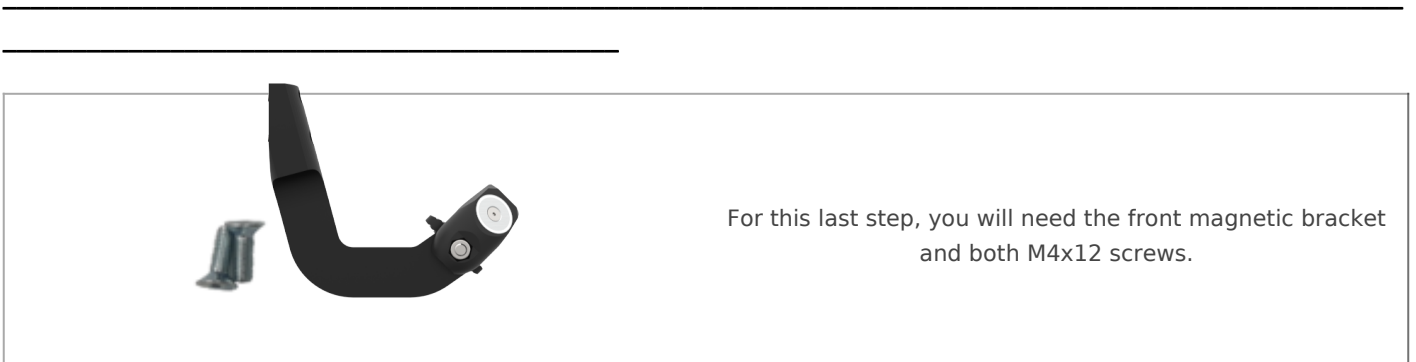 For this last step, you will need the front magnetic bracket
and both M4x12 screws.